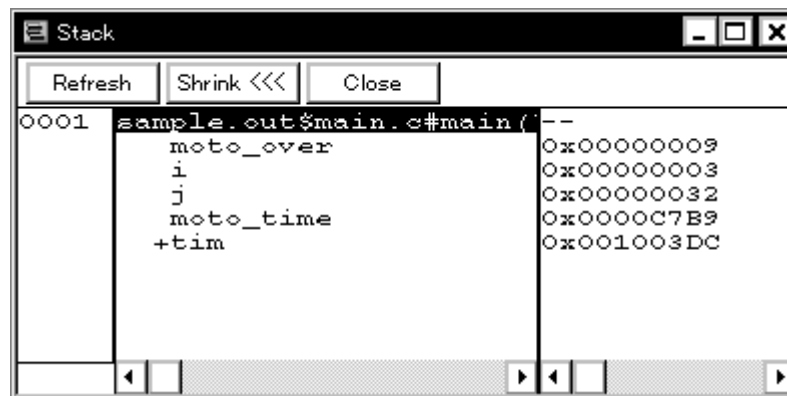 Stack
Refresh Shrink <<< Close
0001 sample.out$main.c#main( --
moto_over 0x00000009
i 0x00000003
j 0x00000032
moto_time 0x0000C7B9
+tim 0x001003DC